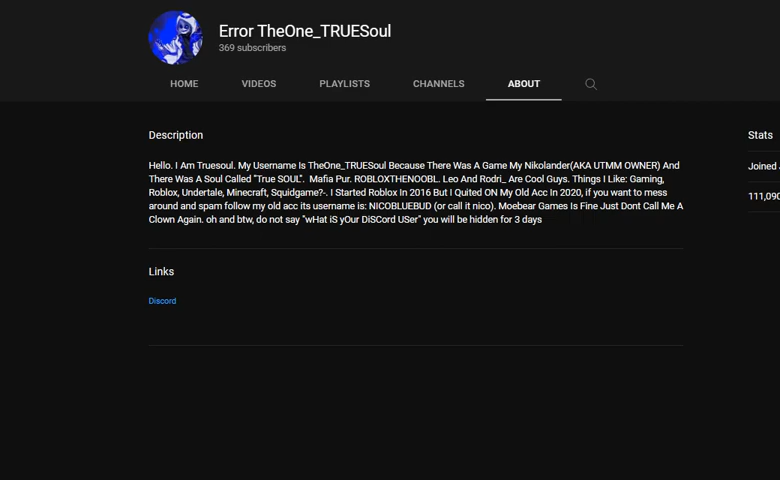 Error TheOne_TRUESoul
369 subscribers
HOME VIDEOS PLAYLISTS CHANNELS ABOUT
Description
Hello. I Am Truesoul. My Username Is TheOne_TRUESoul Because There Was A Game My Nikolander(AKA UTMM OWNER) And
There Was A Soul Called "True SOUL". Mafia Pur. ROBLOXTHENOOBL. Leo And Rodri_ Are Cool Guys. Things I Like: Gaming,
Roblox, Undertale, Minecraft, Squidgame?-. I Started Roblox In 2016 But I Quited ON My Old Acc In 2020, if you want to mess
around and spam follow my old acc its username is: NICOBLUEBUD (or call it nico). Moebear Games Is Fine Just Dont Call Me A
Clown Again. oh and btw, do not say "wHat iS yOur DiSCord USer" you will be hidden for 3 days
Links
Discord
Stats
Joined
111,090